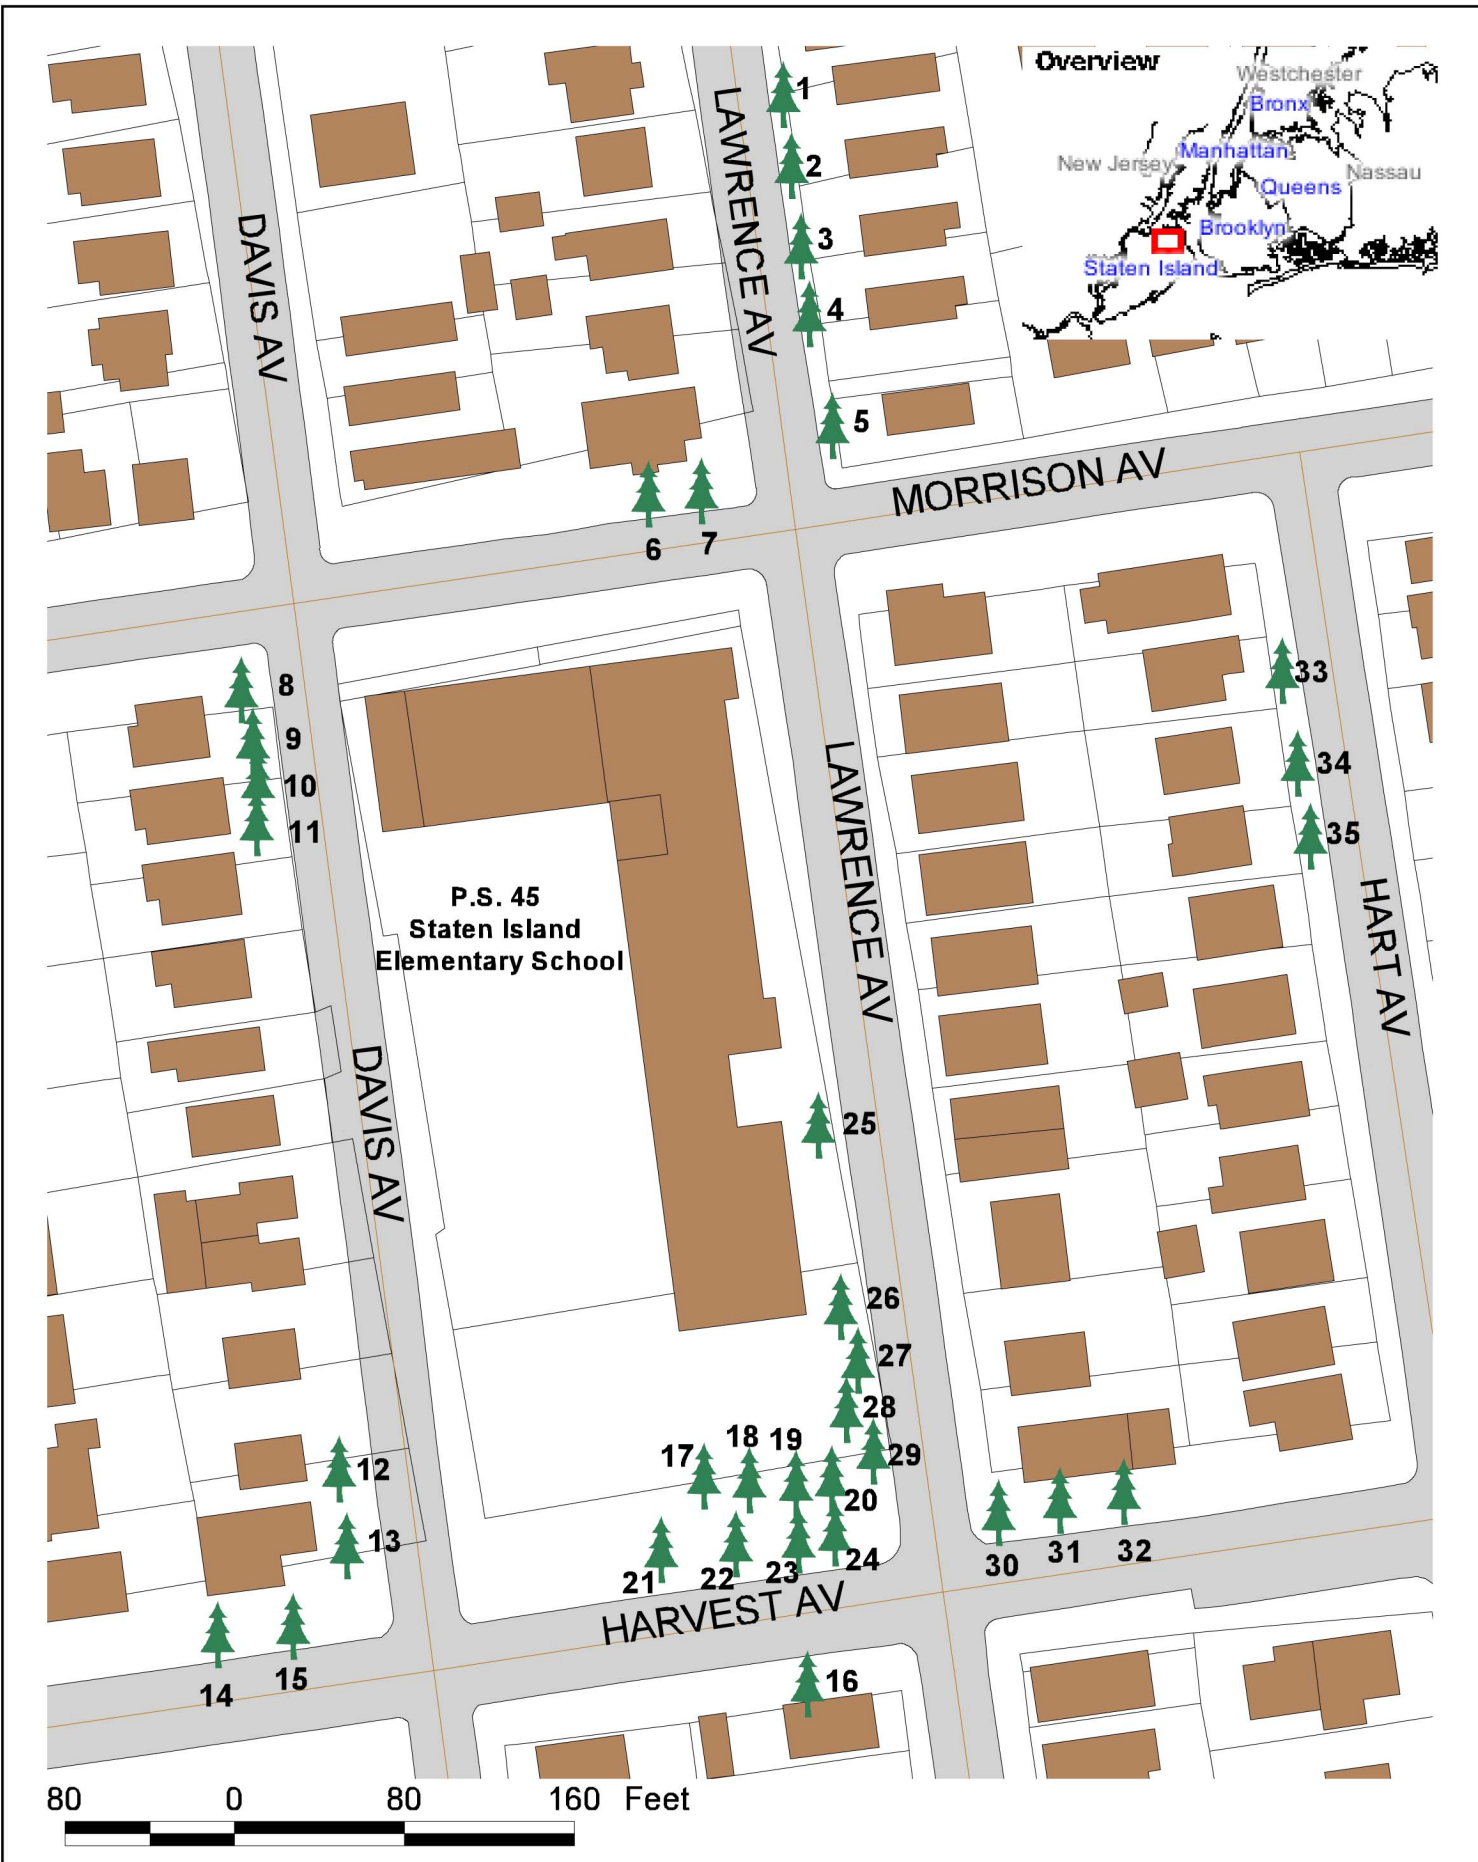 Overview
Westchester
Bronx
New Jersey
Manhattan
Nassau
Queens
Brooklyn
Staten Island
1
LAWRENCE AV
2
3
DAVIS AV
4
5
MORRISON AV
6
7
8
33
9
34
10
11
35
LAWRENCE AV
P.S. 45
Staten Island
Elementary School
HART AV
DAVIS AV
25
26
27
28
17
18
19
29
12
20
13
24
30
31
32
21
22
23
HARVEST AV
14
15
16
80 0 80 160 Feet